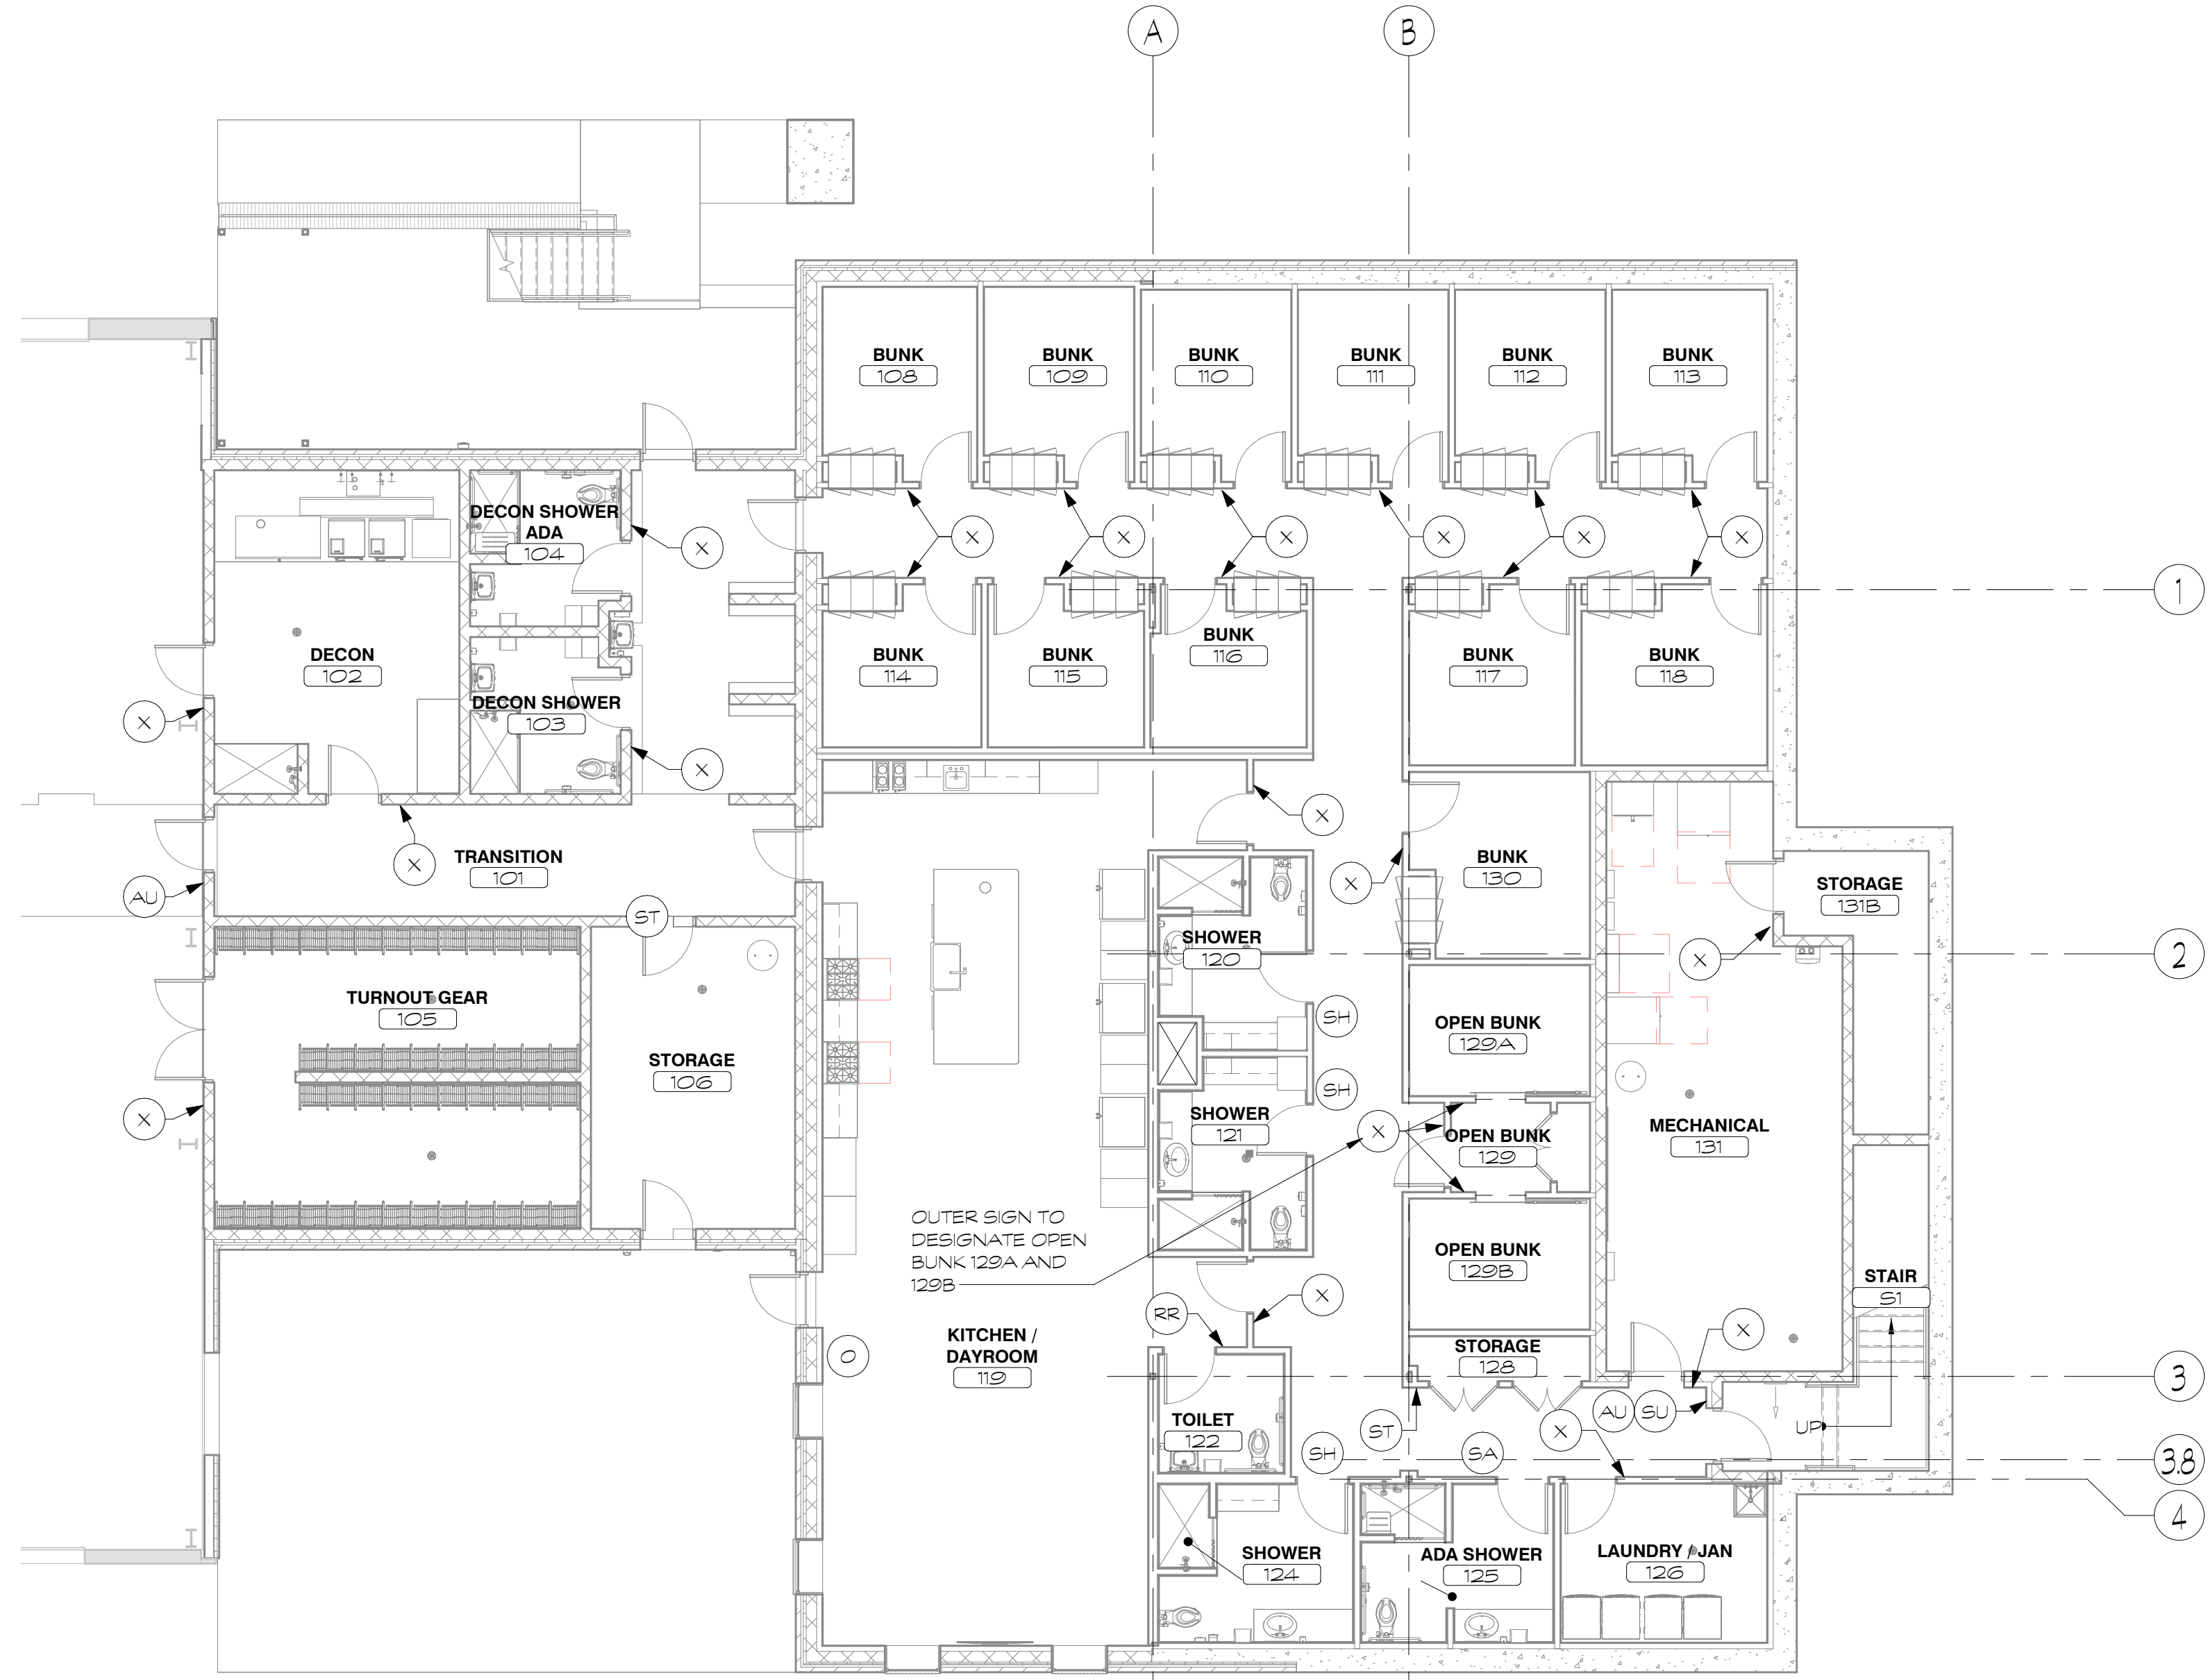 A
B
BUNK
108
BUNK
109
BUNK
110
BUNK
111
BUNK
112
BUNK
113
DECON SHOWER
ADA
104
X
X
X
X
X
X
X
1
DECON
102
DECON SHOWER
103
BUNK
114
BUNK
115
BUNK
116
BUNK
117
BUNK
118
X
X
X
X
X
TRANSITION
101
BUNK
130
STORAGE
131B
AU
ST
SHOWER
120
X
2
TURNOUT GEAR
105
STORAGE
106
SH
OPEN BUNK
129A
X
SH
SHOWER
121
X
OPEN BUNK
129
MECHANICAL
131
OUTER SIGN TO
DESIGNATE OPEN
BUNK 129A AND
129B
OPEN BUNK
129B
STAIR
S1
RR
X
O
KITCHEN /
DAYROOM
119
STORAGE
128
X
3
TOILET
122
ST
X
AU
SU
UP
SH
SA
3.8
4
SHOWER
124
ADA SHOWER
125
LAUNDRY / JAN
126